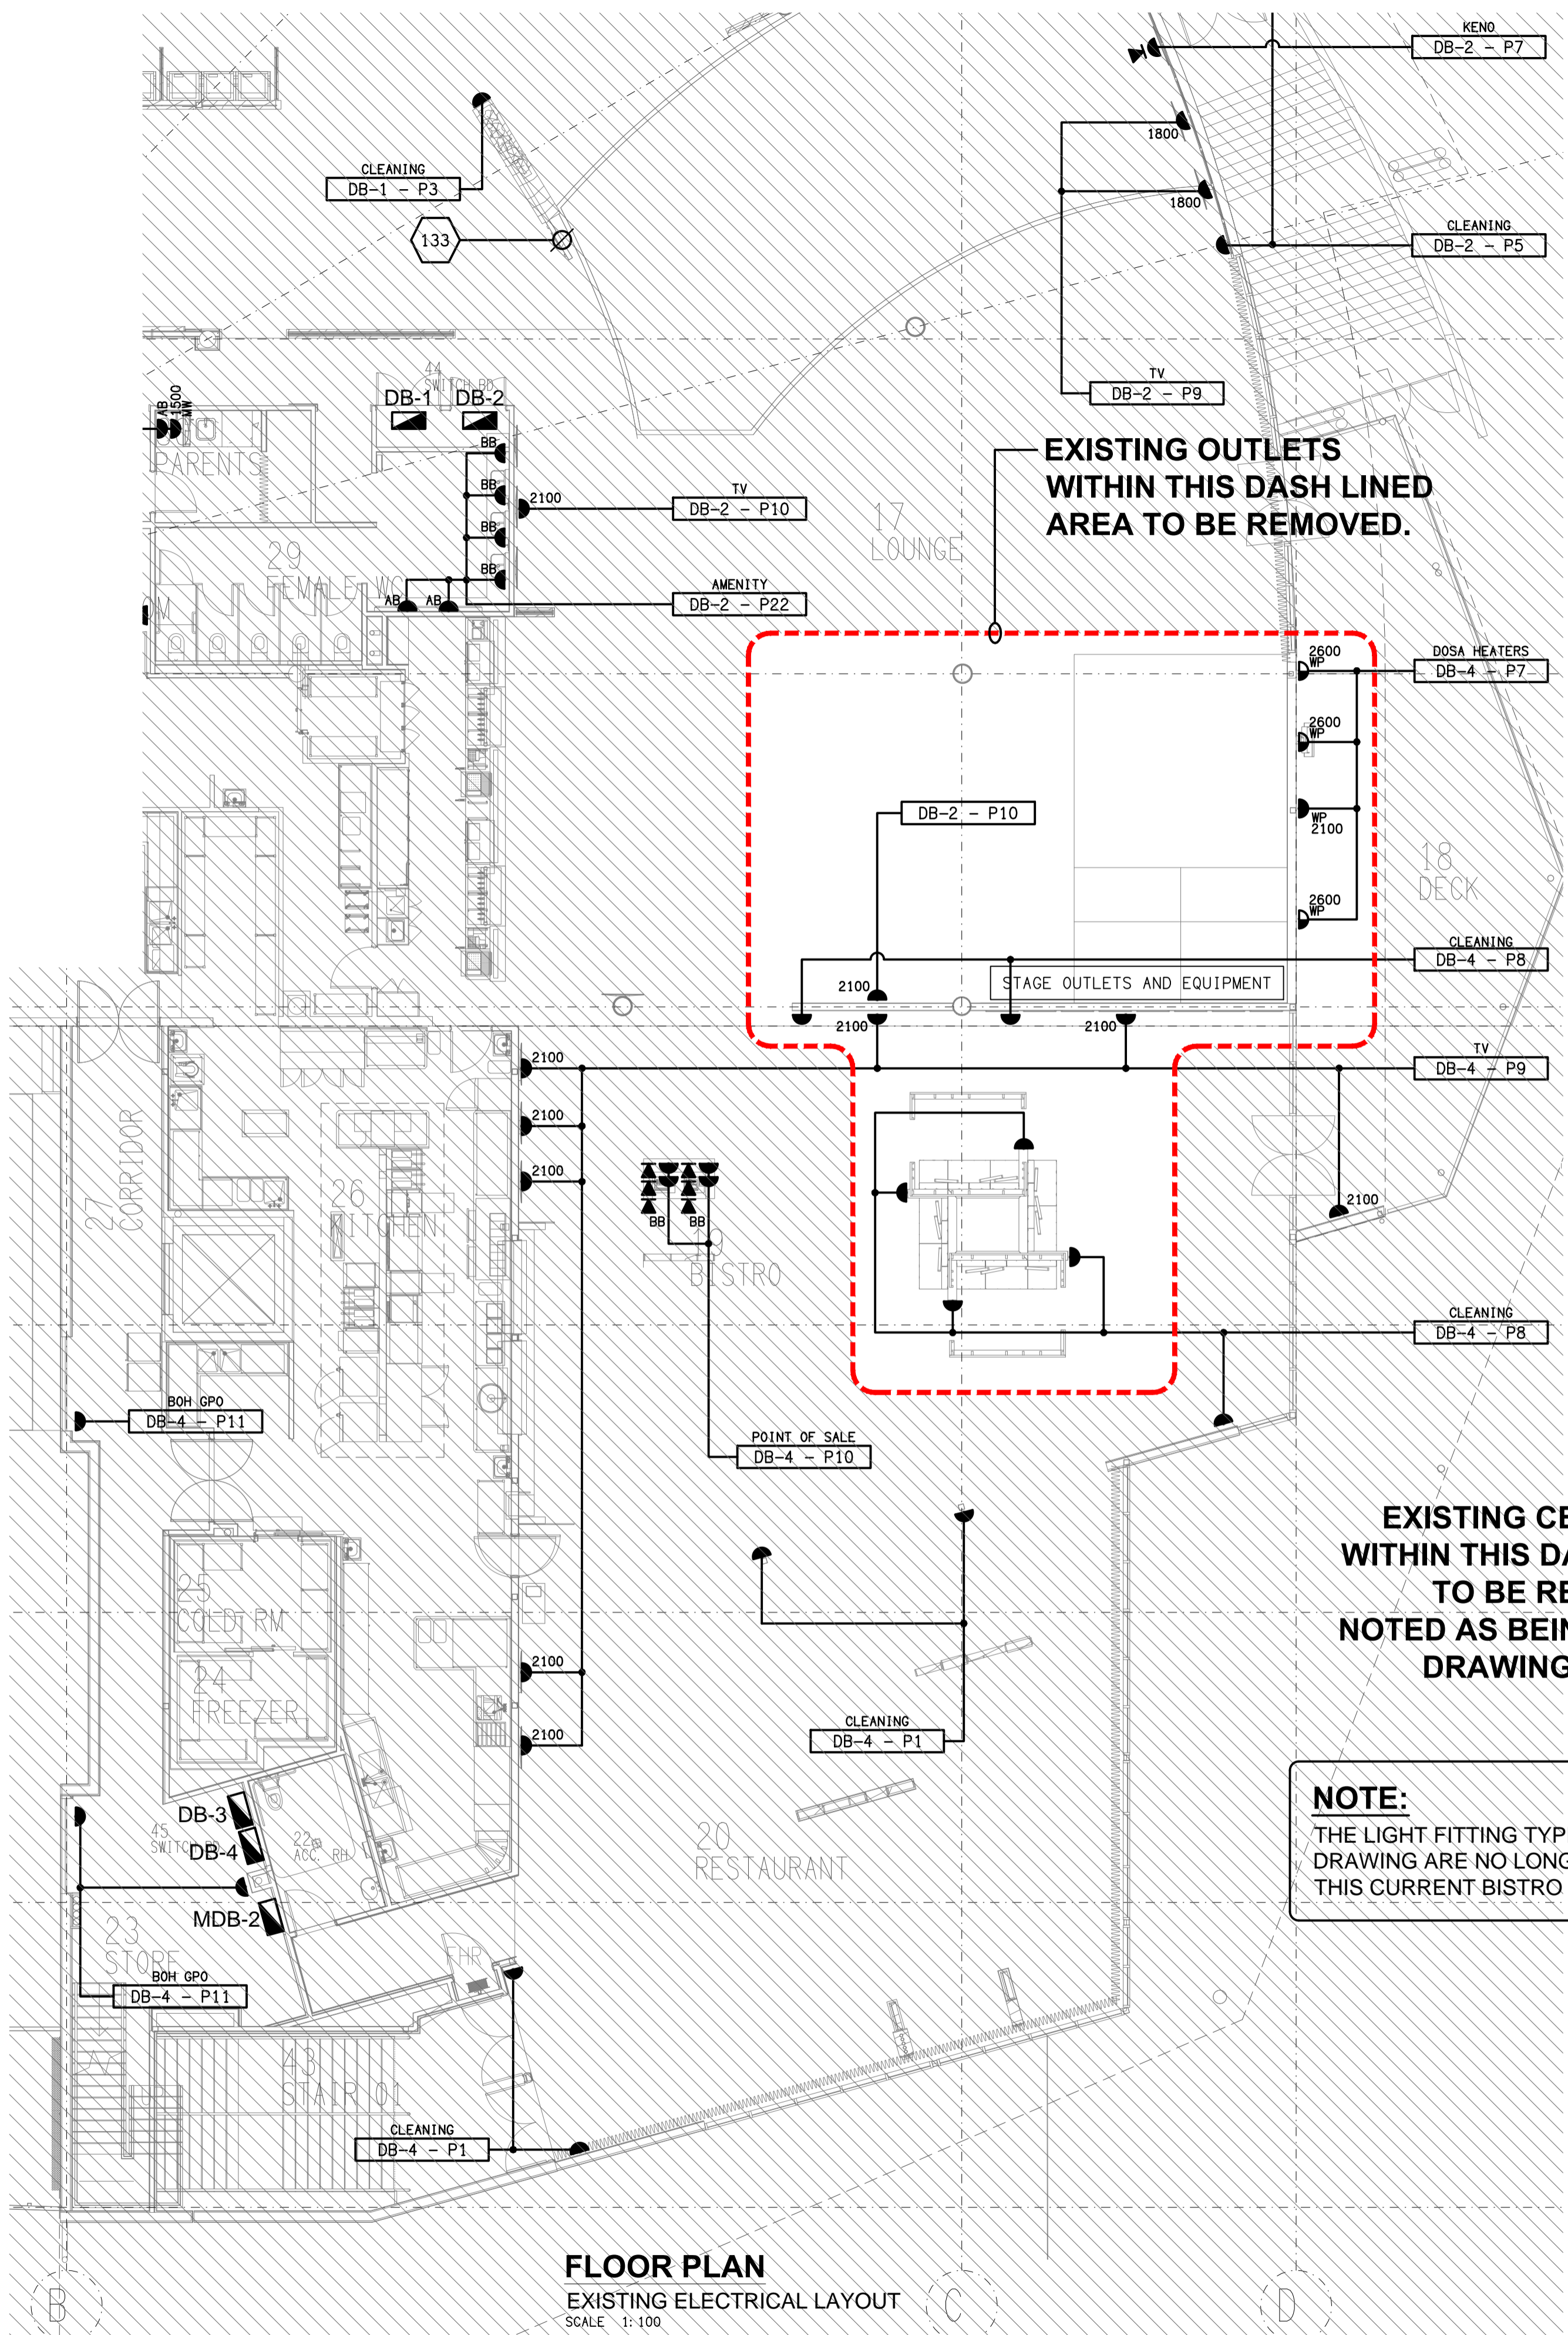 KENO
DB-2 - P7
1800
CLEANING
DB-1 - P3
133
1800
CLEANING
DB-2 - P5
44
SWITCH BD
TV
DB-2 - P9
AB
1500
MW
DB-1
DB-2
BB
PARENTS
EXISTING OUTLETS
WITHIN THIS DASH LINED
AREA TO BE REMOVED.
BB
2100
TV
DB-2 - P10
17
LOUNGE
BB
29
FEMALE WC
BB
AB
AB
AMENITY
DB-2 - P22
2600
WP
DOSA HEATERS
DB-4 - P7
2600
WP
DB-2 - P10
WP
2100
18
DECK
2600
WP
CLEANING
DB-4 - P8
STAGE OUTLETS AND EQUIPMENT
2100
2100
2100
2100
TV
DB-4 - P9
2100
27
CORRIDOR
2100
26
KITCHEN
2100
BB
BB
19
BISTRO
CLEANING
DB-4 - P8
BOH GPO
DB-4 - P11
POINT OF SALE
DB-4 - P10
EXISTING CE
WITHIN THIS DA
TO BE RE
NOTED AS BEIN
DRAWING
25
COLD RM
2100
24
FREEZER
CLEANING
DB-4 - P1
2100
NOTE:
THE LIGHT FITTING TYP
DRAWING ARE NO LONG
THIS CURRENT BISTRO
DB-3
45
SWITCH BD
DB-4
22
ACC. RH
20
RESTAURANT
MDB-2
23
STORE
FHR
BOH GPO
DB-4 - P11
43
STAIR 01
CLEANING
DB-4 - P1
FLOOR PLAN
EXISTING ELECTRICAL LAYOUT
SCALE 1:100
B
C
D